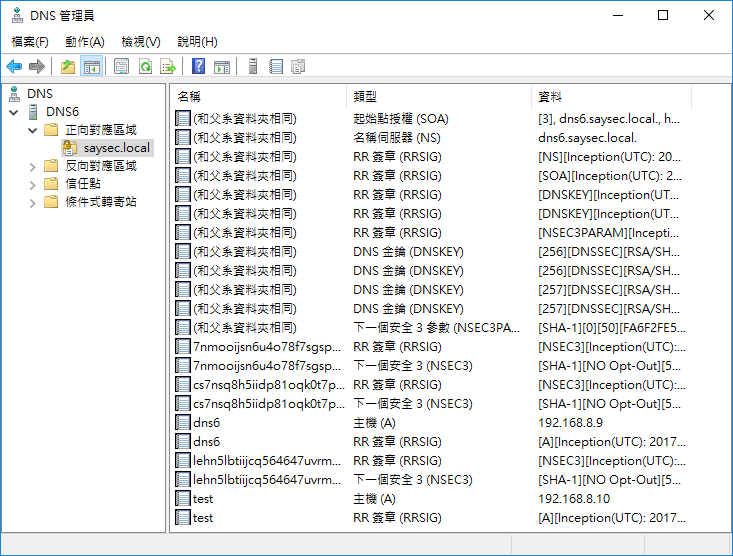 DNS 管理員
檔案(F) 動作(A) 檢視(V) 說明(H)
DNS
DNS6
正向對應區域
saysec.local
反向對應區域
信任點
條件式轉寄站
名稱 類型 資料
(和父系資料夾相同) 起始點授權 (SOA) [3], dns6.saysec.local., h...
(和父系資料夾相同) 名稱伺服器 (NS) dns6.saysec.local.
(和父系資料夾相同) RR 簽章 (RRSIG) [NS][Inception(UTC): 20...
(和父系資料夾相同) RR 簽章 (RRSIG) [SOA][Inception(UTC): 2...
(和父系資料夾相同) RR 簽章 (RRSIG) [DNSKEY][Inception(UT...
(和父系資料夾相同) RR 簽章 (RRSIG) [DNSKEY][Inception(UT...
(和父系資料夾相同) RR 簽章 (RRSIG) [NSEC3PARAM][Incepti...
(和父系資料夾相同) DNS 金鑰 (DNSKEY) [256][DNSSEC][RSA/SH...
(和父系資料夾相同) DNS 金鑰 (DNSKEY) [256][DNSSEC][RSA/SH...
(和父系資料夾相同) DNS 金鑰 (DNSKEY) [257][DNSSEC][RSA/SH...
(和父系資料夾相同) DNS 金鑰 (DNSKEY) [257][DNSSEC][RSA/SH...
(和父系資料夾相同) 下一個安全 3 參數 (NSEC3PA... [SHA-1][0][50][FA6F2FE5...
7nmooijsn6u4o78f7sgsp... RR 簽章 (RRSIG) [NSEC3][Inception(UTC):...
7nmooijsn6u4o78f7sgsp... 下一個安全 3 (NSEC3) [SHA-1][NO Opt-Out][5...
cs7nsq8h5iidp81oqk0t7p... RR 簽章 (RRSIG) [NSEC3][Inception(UTC):...
cs7nsq8h5iidp81oqk0t7p... 下一個安全 3 (NSEC3) [SHA-1][NO Opt-Out][5...
dns6 主機 (A) 192.168.8.9
dns6 RR 簽章 (RRSIG) [A][Inception(UTC): 2017...
lehn5lbtiijcq564647uvrm... RR 簽章 (RRSIG) [NSEC3][Inception(UTC):...
lehn5lbtiijcq564647uvrm... 下一個安全 3 (NSEC3) [SHA-1][NO Opt-Out][5...
test 主機 (A) 192.168.8.10
test RR 簽章 (RRSIG) [A][Inception(UTC): 2017...